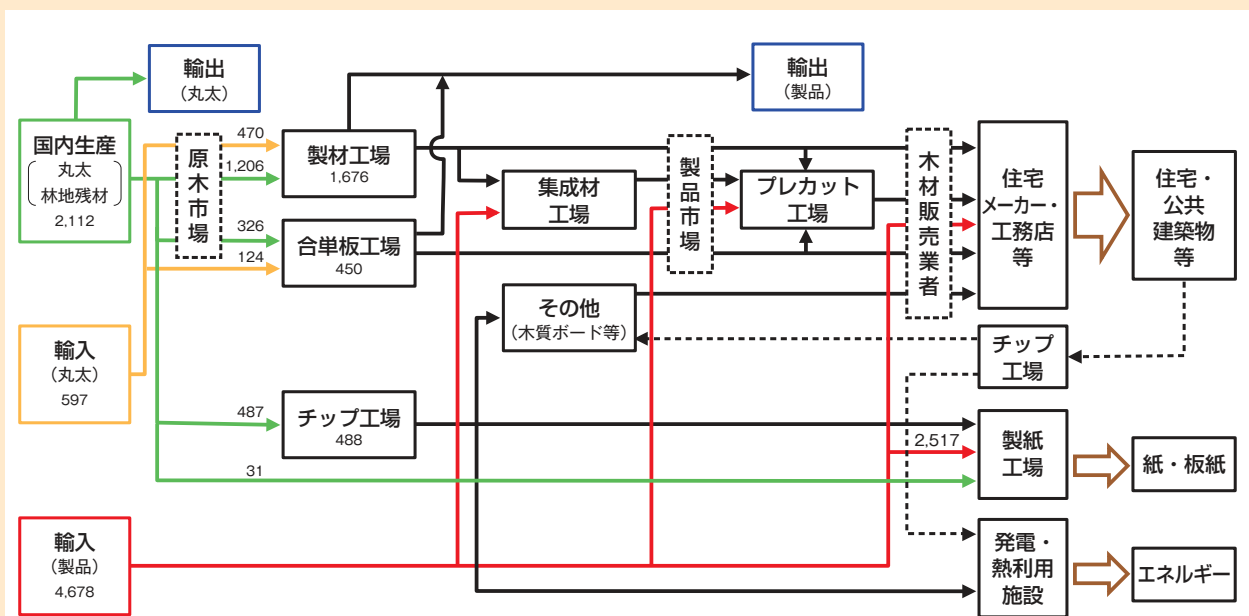 輸出
(丸太)
輸出
(製品)
国内生産
丸太
林地残材
2,112
原木市場
470
1,206
326
124
製材工場
1,676
合単板工場
450
集成材
工場
製品市場
プレカット
工場
木材販売業者
住宅
メーカー・
工務店
等
住宅・
公共
建築物
等
その他
(木質ボード等)
チップ
工場
輸入
(丸太)
597
487
チップ工場
488
31
2,517
製紙
工場
紙・板紙
輸入
(製品)
4,678
発電・
熱利用
施設
エネルギー